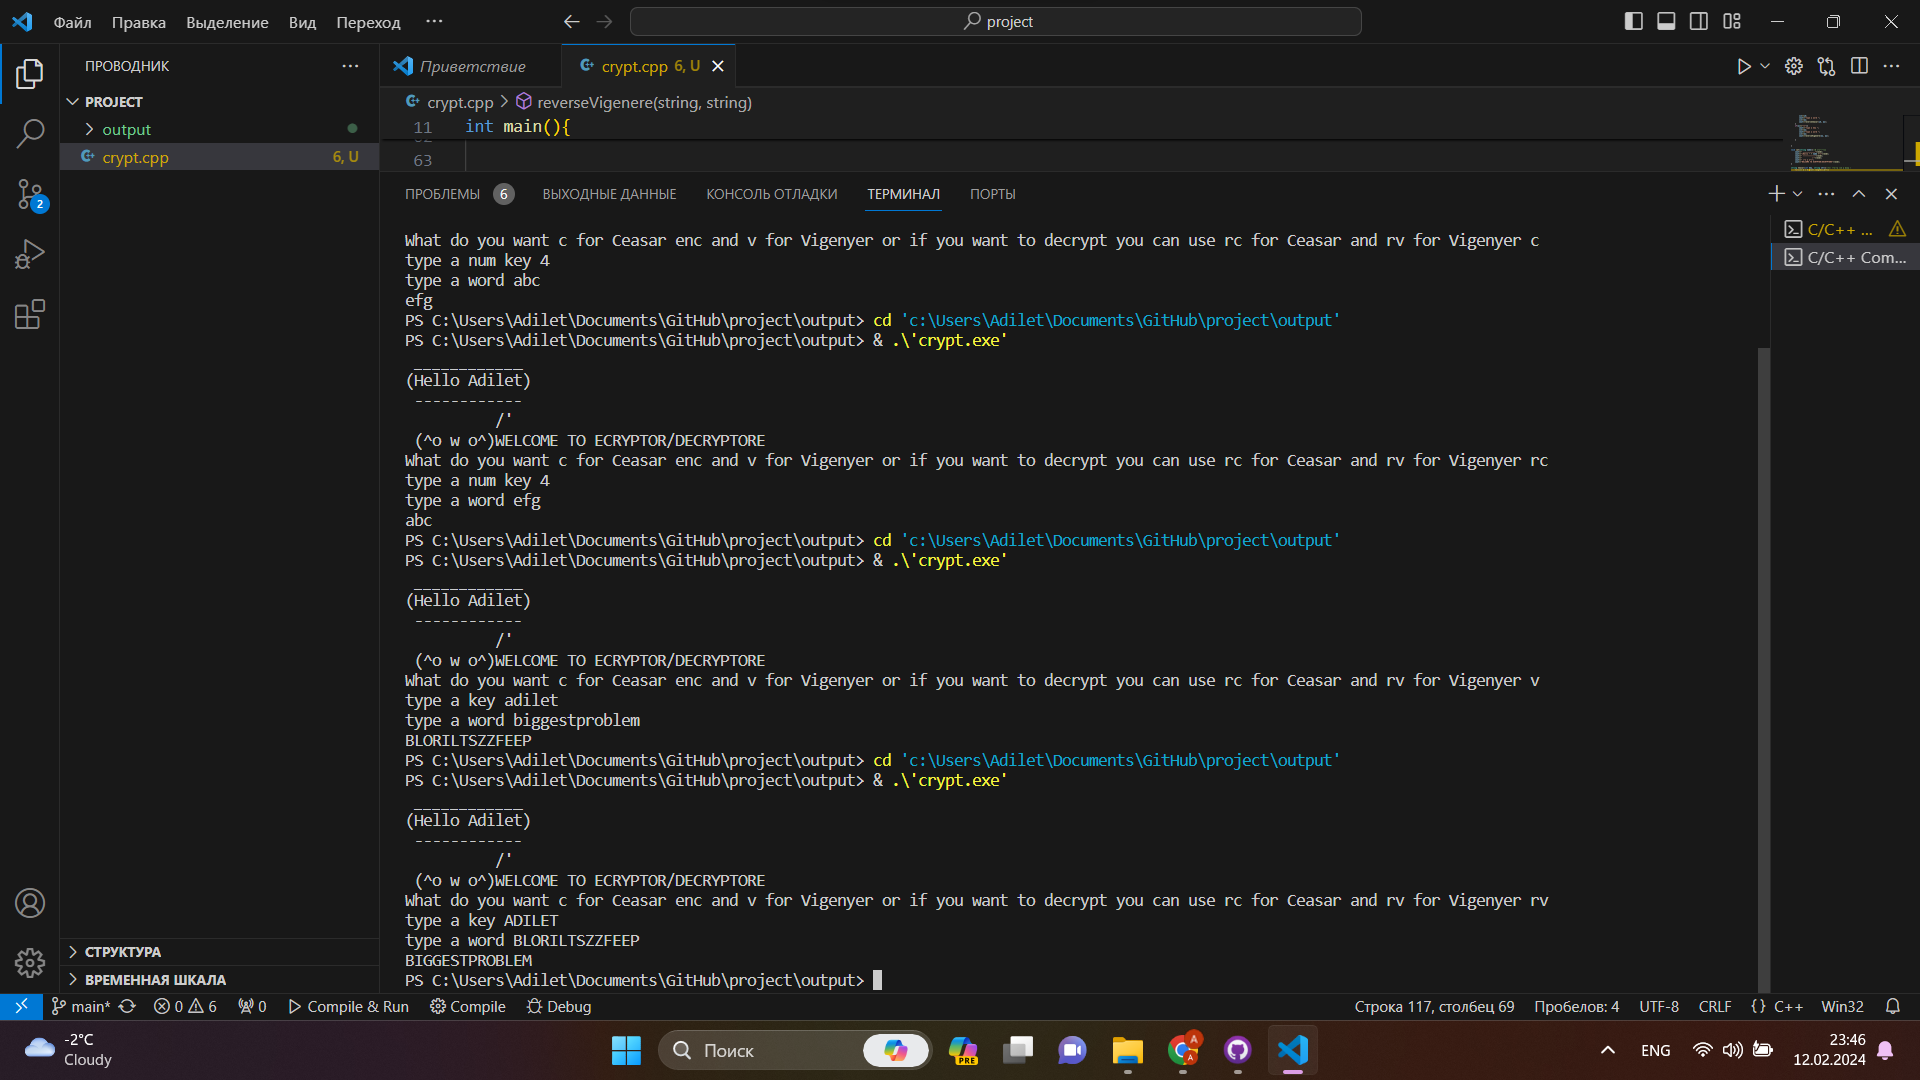 Файл Правка Выделение Вид Переход ··· project
ПРОВОДНИК ···
PROJECT
output
crypt.cpp 6, U
СТРУКТУРА
ВРЕМЕННАЯ ШКАЛА
Приветствие crypt.cpp 6, U
crypt.cpp > reverseVigenere(string, string)
11 int main(){
63
ПРОБЛЕМЫ 6 ВЫХОДНЫЕ ДАННЫЕ КОНСОЛЬ ОТЛАДКИ ТЕРМИНАЛ ПОРТЫ
What do you want c for Ceasar enc and v for Vigenyer or if you want to decrypt you can use rc for Ceasar and rv for Vigenyer c
type a num key 4
type a word abc
efg
PS C:\Users\Adilet\Documents\GitHub\project\output> cd 'c:\Users\Adilet\Documents\GitHub\project\output'
PS C:\Users\Adilet\Documents\GitHub\project\output> & .\'crypt.exe'
____________
(Hello Adilet)
------------
/'
(^o w o^)WELCOME TO ECRYPTOR/DECRYPTORE
What do you want c for Ceasar enc and v for Vigenyer or if you want to decrypt you can use rc for Ceasar and rv for Vigenyer rc
type a num key 4
type a word efg
abc
PS C:\Users\Adilet\Documents\GitHub\project\output> cd 'c:\Users\Adilet\Documents\GitHub\project\output'
PS C:\Users\Adilet\Documents\GitHub\project\output> & .\'crypt.exe'
____________
(Hello Adilet)
------------
/'
(^o w o^)WELCOME TO ECRYPTOR/DECRYPTORE
What do you want c for Ceasar enc and v for Vigenyer or if you want to decrypt you can use rc for Ceasar and rv for Vigenyer v
type a key adilet
type a word biggestproblem
BLORILTSZZFEEP
PS C:\Users\Adilet\Documents\GitHub\project\output> cd 'c:\Users\Adilet\Documents\GitHub\project\output'
PS C:\Users\Adilet\Documents\GitHub\project\output> & .\'crypt.exe'
____________
(Hello Adilet)
------------
/'
(^o w o^)WELCOME TO ECRYPTOR/DECRYPTORE
What do you want c for Ceasar enc and v for Vigenyer or if you want to decrypt you can use rc for Ceasar and rv for Vigenyer rv
type a key ADILET
type a word BLORILTSZZFEEP
BIGGESTPROBLEM
PS C:\Users\Adilet\Documents\GitHub\project\output>
C/C++ ...
C/C++ Com...
2
main* 0 6 0 Compile & Run Compile Debug Строка 117, столбец 69 Пробелов: 4 UTF-8 CRLF {} C++ Win32
-2°C
Cloudy
Поиск
PRE
A
A
ENG
23:46
12.02.2024